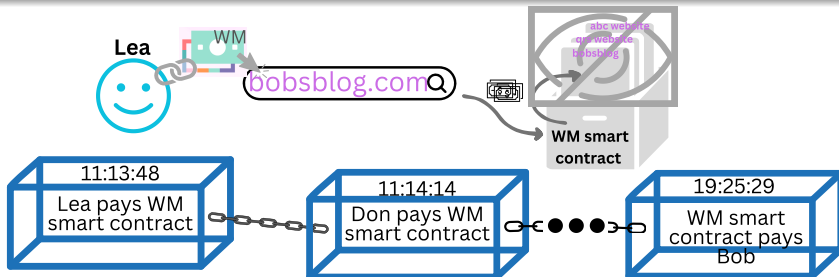 Lea
WM
bobsblog.com
abc website
qrs website
bobsblog
WM smart
contract
11:13:48
Lea pays WM
smart contract
11:14:14
Don pays WM
smart contract
19:25:29
WM smart
contract pays
Bob